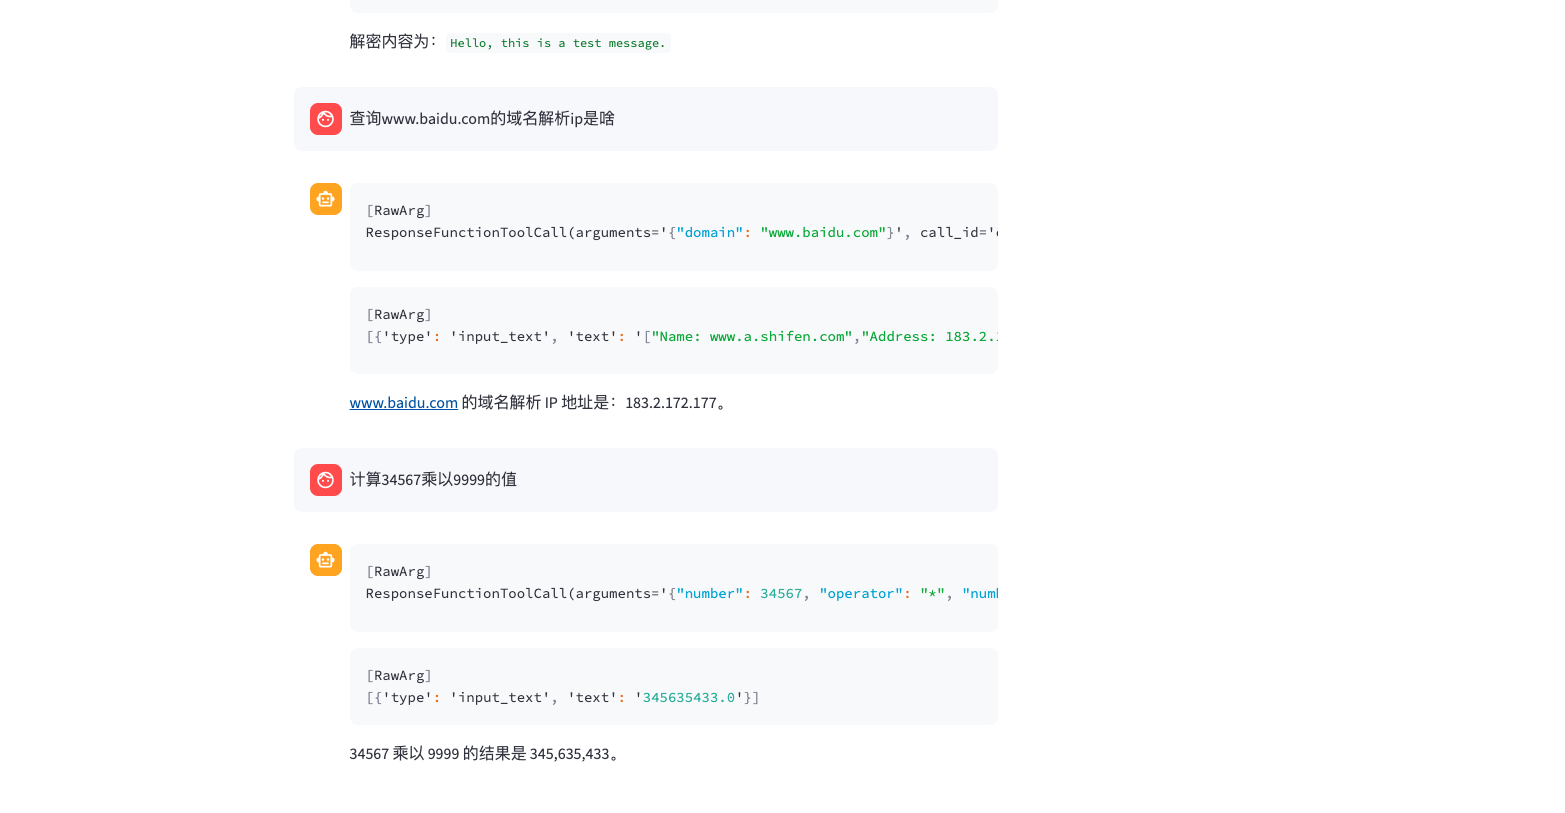 解密内容为： Hello, this is a test message.
查询www.baidu.com的域名解析ip是啥
[RawArg]
ResponseFunctionToolCall(arguments='{"domain": "www.baidu.com"}', call_id='
[RawArg]
[{'type': 'input_text', 'text': '["Name: www.a.shifen.com","Address: 183.2.
www.baidu.com 的域名解析 IP 地址是：183.2.172.177。
计算34567乘以9999的值
[RawArg]
ResponseFunctionToolCall(arguments='{"number": 34567, "operator": "*", "num
[RawArg]
[{'type': 'input_text', 'text': '345635433.0'}]
34567 乘以 9999 的结果是 345,635,433。